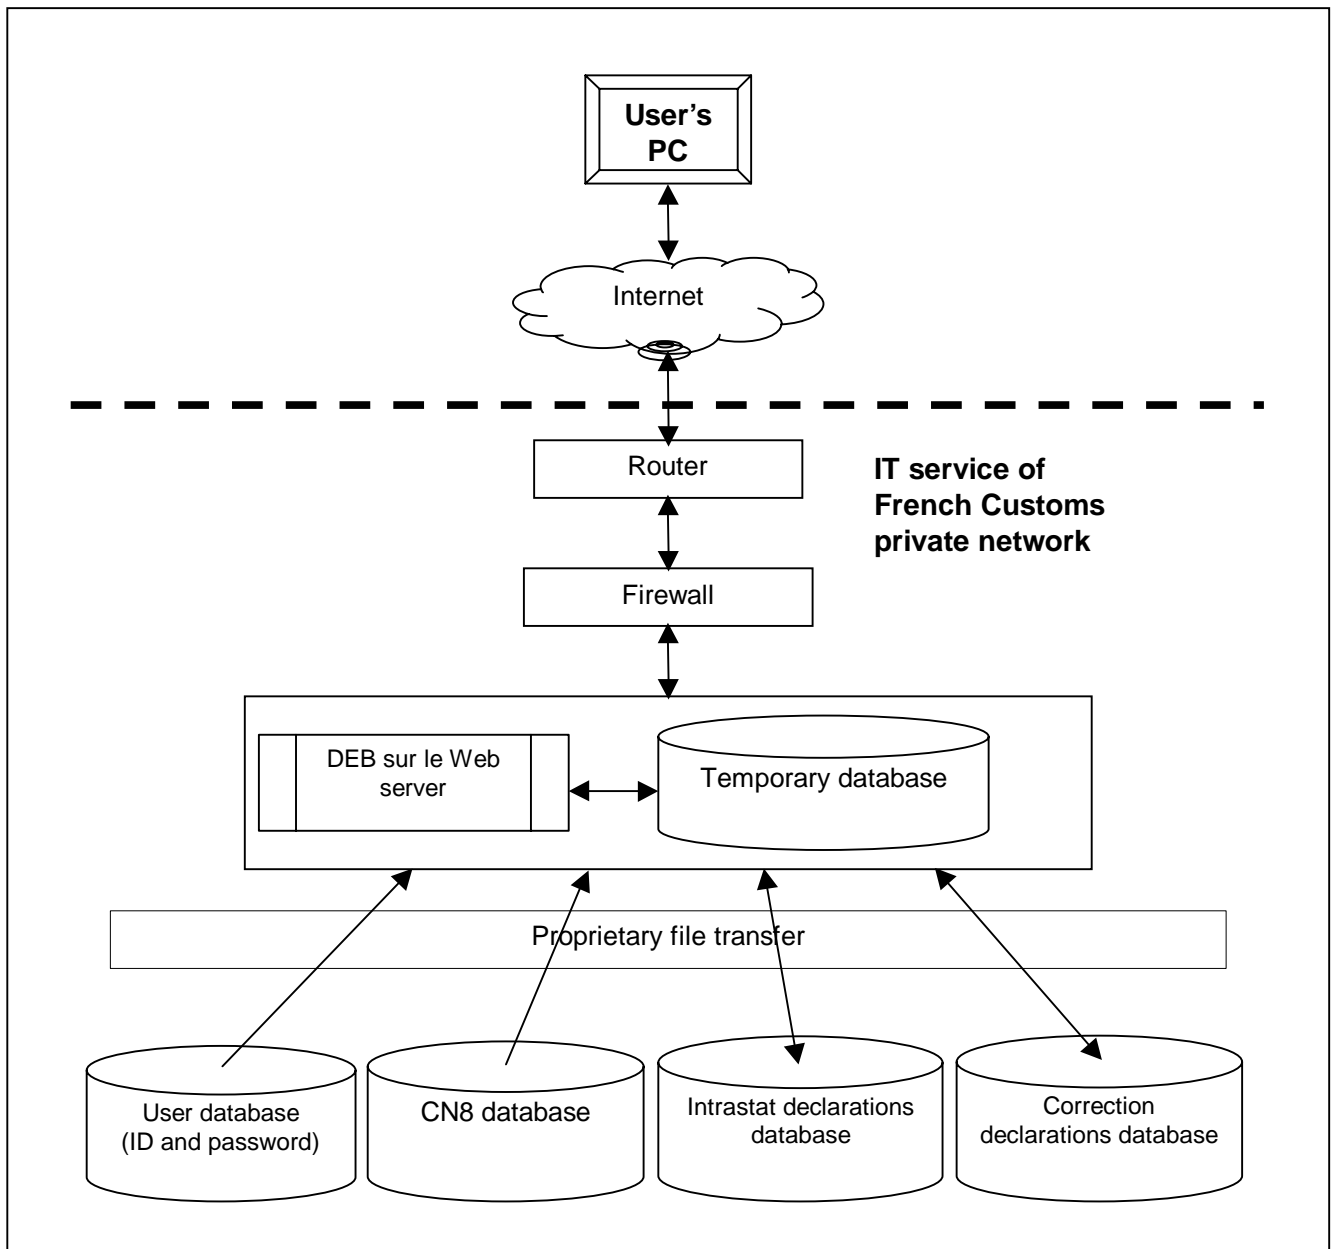 User’s
PC
Internet
Router
IT service of
French Customs
private network
Firewall
DEB sur le Web
server
Temporary database
Proprietary file transfer
User database
(ID and password)
CN8 database
Intrastat declarations
database
Correction
declarations database